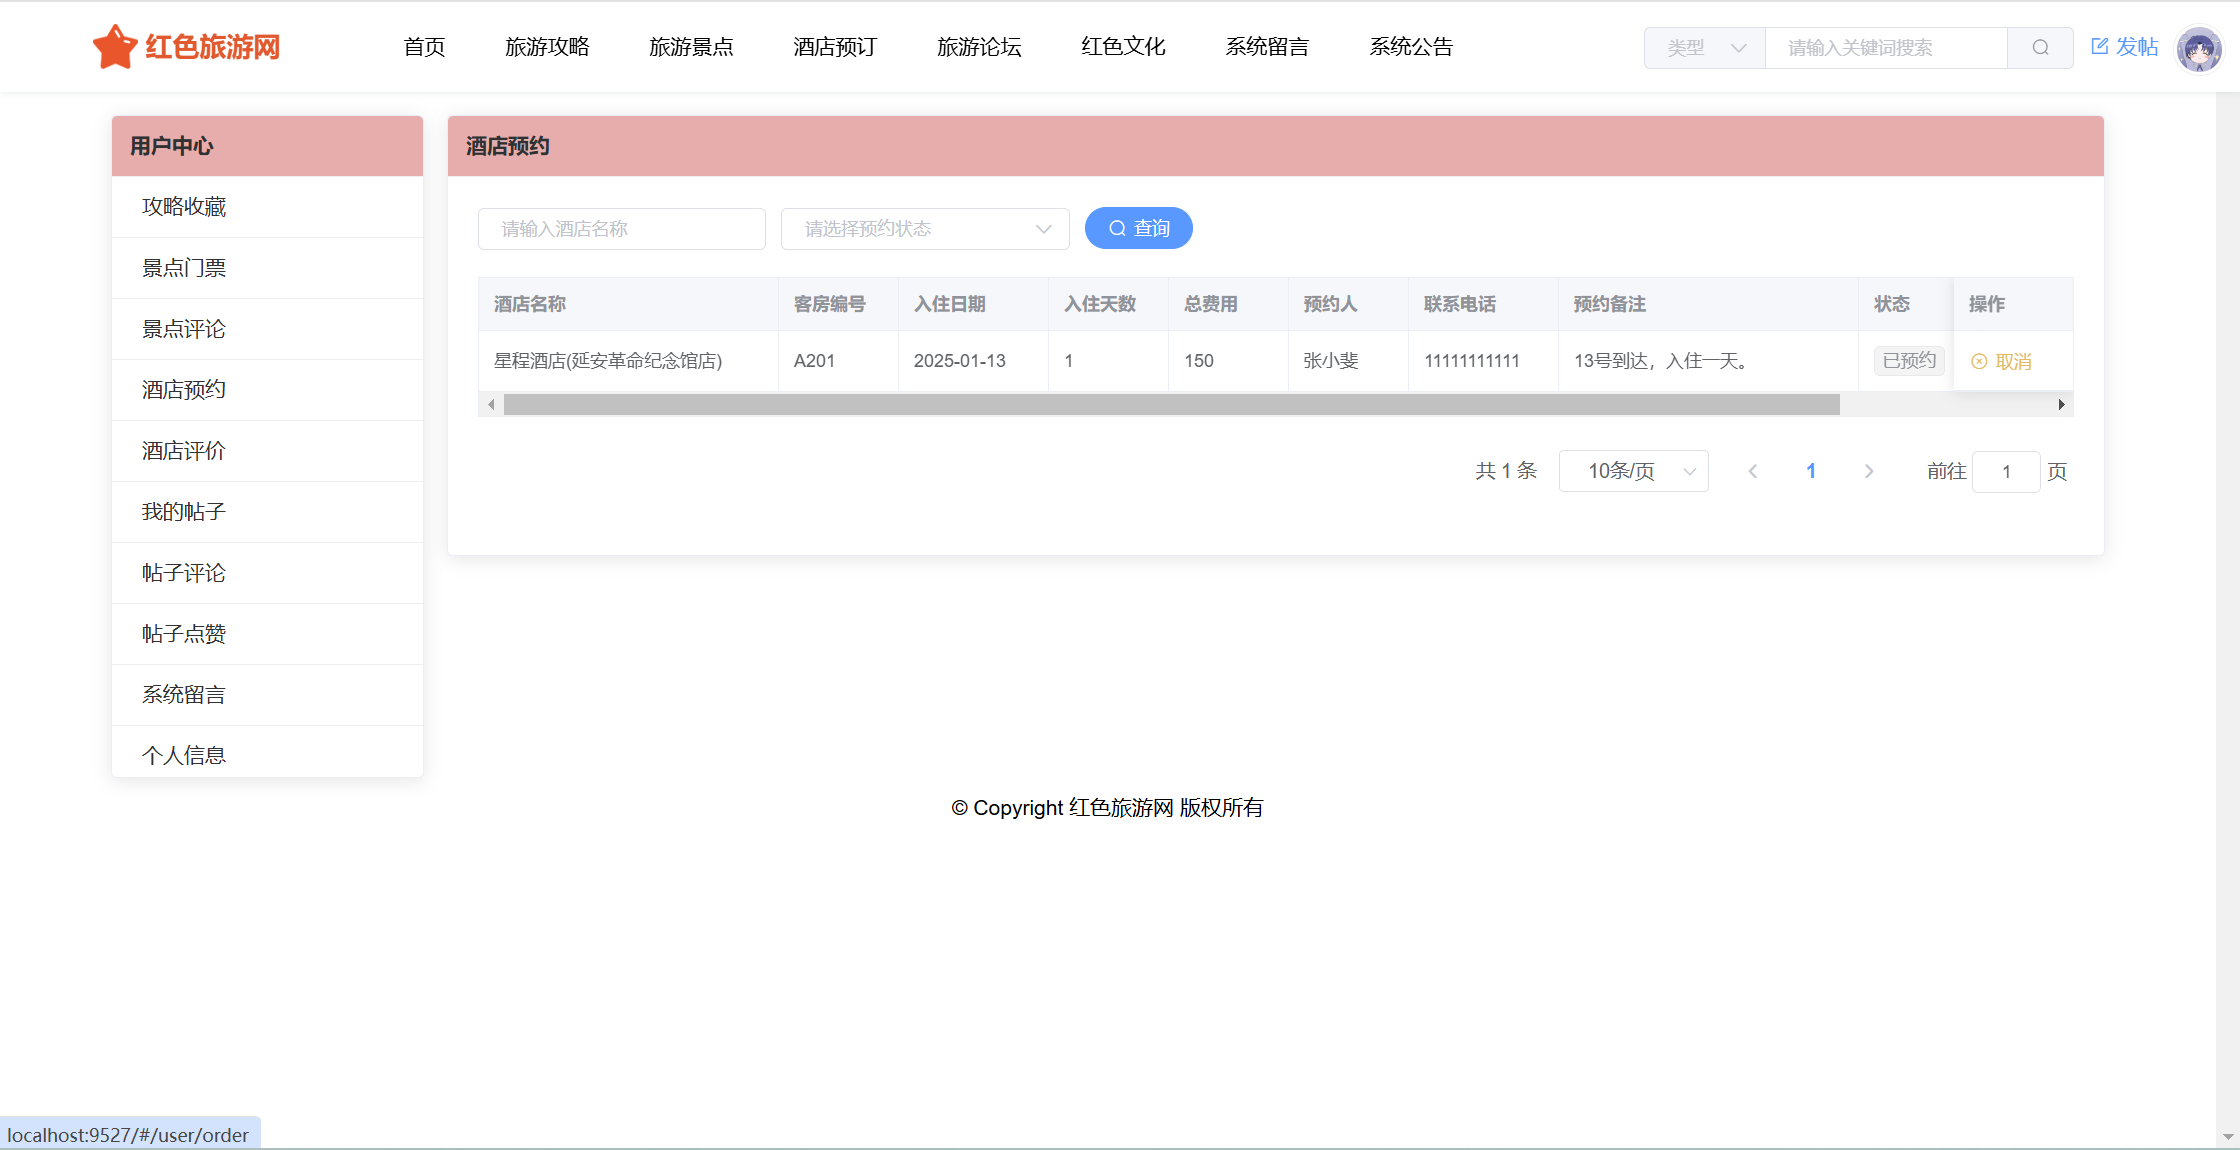 红色旅游网 首页 旅游攻略 旅游景点 酒店预订 旅游论坛 红色文化 系统留言 系统公告 类型 请输入关键词搜索 发帖
用户中心
攻略收藏
景点门票
景点评论
酒店预约
酒店评价
我的帖子
帖子评论
帖子点赞
系统留言
个人信息
酒店预约
请输入酒店名称 请选择预约状态 查询
酒店名称 客房编号 入住日期 入住天数 总费用 预约人 联系电话 预约备注 状态 操作
星程酒店(延安革命纪念馆店) A201 2025-01-13 1 150 张小斐 11111111111 13号到达，入住一天。 已预约 取消
共 1 条 10条/页 1 前往 1 页
© Copyright 红色旅游网 版权所有
localhost:9527/#/user/order